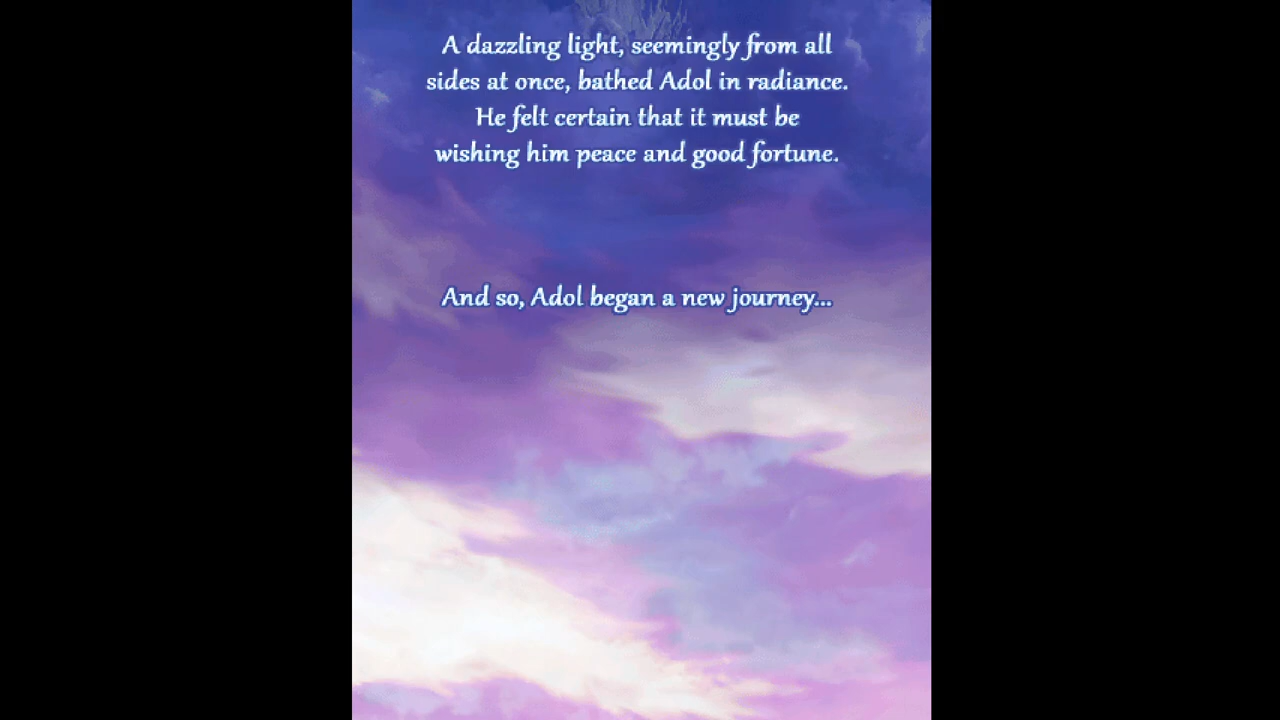 A dazzling light, seemingly from all
sides at once, bathed Adol in radiance.
He felt certain that it must be
wishing him peace and good fortune.
And so, Adol began a new journey...